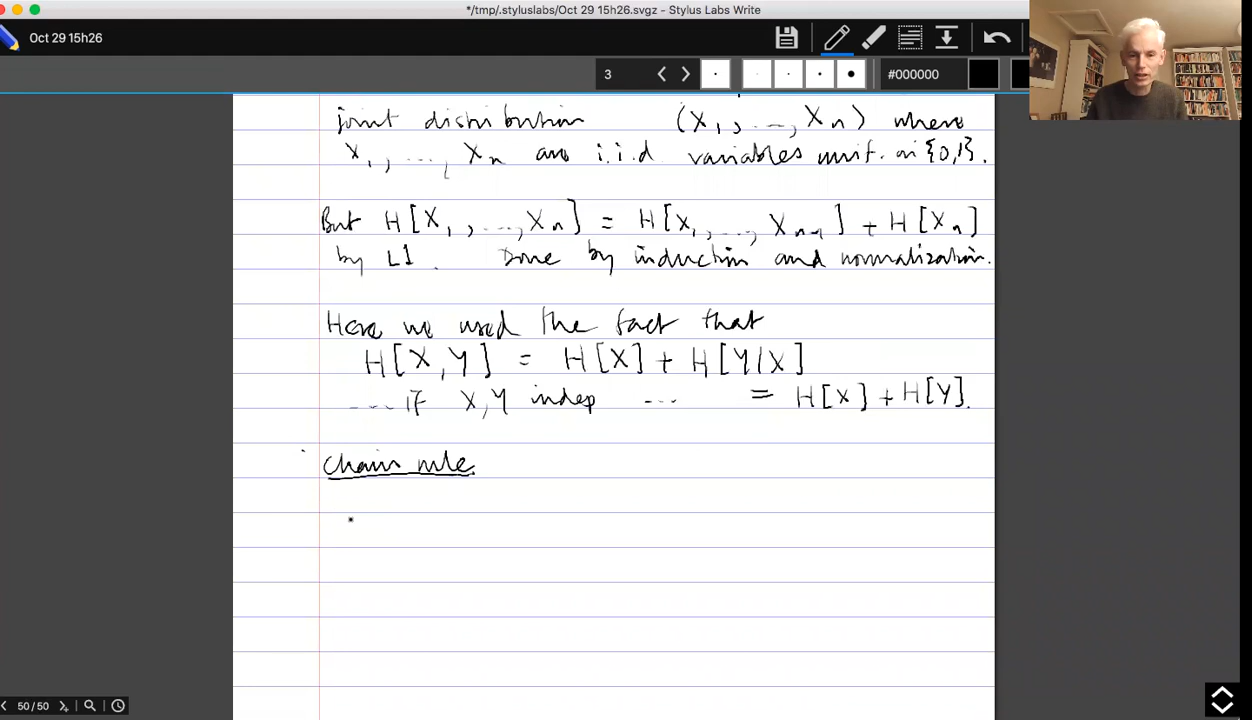 */tmp/.styluslabs/Oct 29 15h26.svgz - Stylus Labs Write
Oct 29 15h26
3
#000000
joint distribution (X₁, ..., Xₙ) where
X₁, ..., Xₙ are i.i.d. variables unif. on {0,1}.
But H[X₁, ..., Xₙ] = H[X₁, ..., Xₙ₋₁] + H[Xₙ]
by L1. Done by induction and normalization.
Here we used the fact that
H[X,Y] = H[X] + H[Y|X]
.... if X,Y indep ... = H[X] + H[Y].
Chain rule
50/50